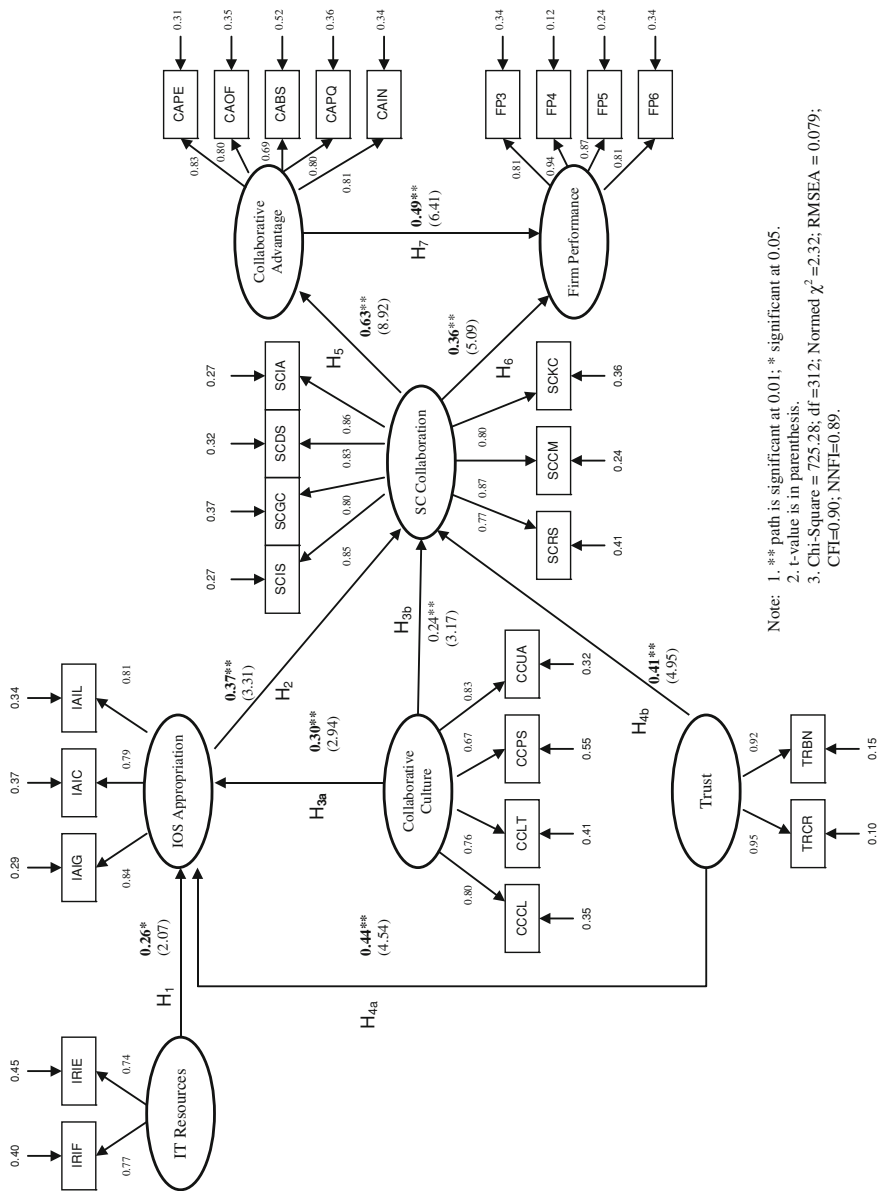 0.40
0.45
IRIF
IRIE
0.77
0.74
IT Resources
H1
0.26*
(2.07)
0.29
0.37
0.34
IAIG
IAIC
IAIL
0.84
0.79
0.81
IOS Appropriation
0.37**
(3.31)
H2
0.30**
(2.94)
H3a
Collaborative
Culture
0.80
0.76
0.67
0.83
CCCL
CCLT
CCPS
CCUA
0.35
0.41
0.55
0.32
H3b
0.24**
(3.17)
0.44**
(4.54)
H4a
Trust
0.95
0.92
TRCR
TRBN
0.10
0.15
H4b
0.41**
(4.95)
0.27
0.37
0.32
0.27
SCIS
SCGC
SCDS
SCIA
0.85
0.80
0.83
0.86
SC Collaboration
0.77
0.87
0.80
SCRS
SCCM
SCKC
0.41
0.24
0.36
H5
0.63**
(8.92)
0.36**
(5.09)
H6
Collaborative
Advantage
0.83
0.80
0.69
0.80
0.81
CAPE
CAOF
CABS
CAPQ
CAIN
0.31
0.35
0.52
0.36
0.34
H7
0.49**
(6.41)
Firm Performance
0.81
0.94
0.87
0.81
FP3
FP4
FP5
FP6
0.34
0.12
0.24
0.34
Note: 1. ** path is significant at 0.01; * significant at 0.05.
2. t-value is in parenthesis.
3. Chi-Square = 725.28; df =312; Normed χ² =2.32; RMSEA = 0.079;
CFI=0.90; NNFI=0.89.